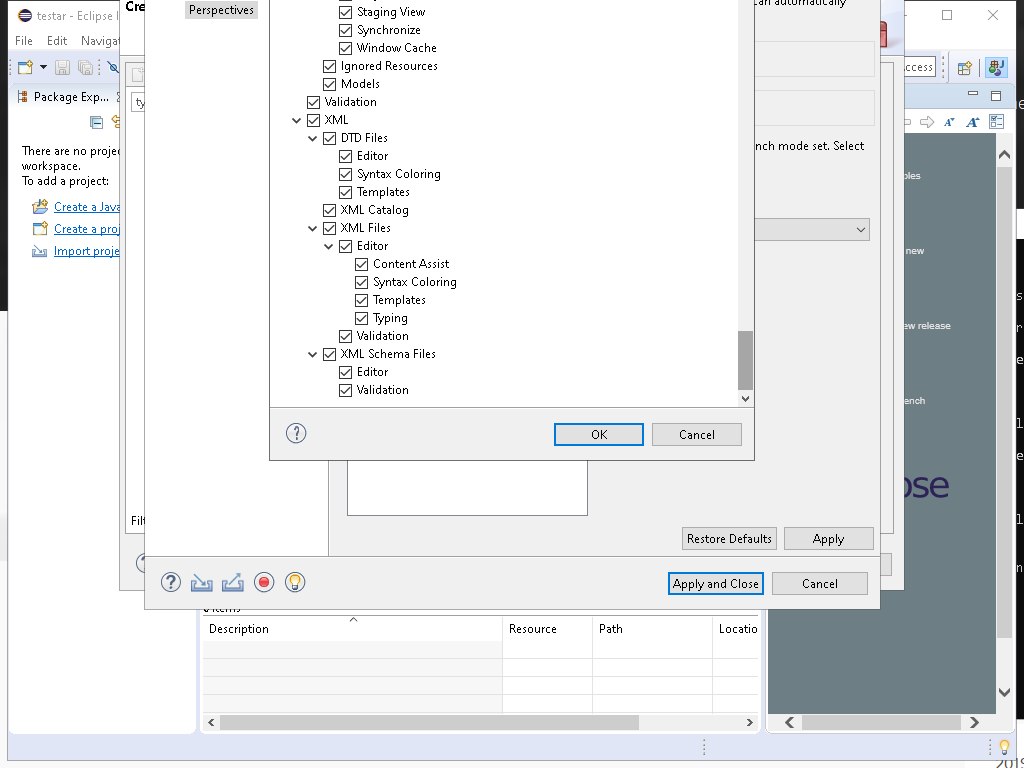 testar - Eclipse I
File Edit Navigat
Package Exp...
There are no projec
workspace.
To add a project:
Create a Java
Create a proj
Import proje
Cre
ty
Filt
Perspectives
Staging View
Synchronize
Window Cache
Ignored Resources
Models
Validation
XML
DTD Files
Editor
Syntax Coloring
Templates
XML Catalog
XML Files
Editor
Content Assist
Syntax Coloring
Templates
Typing
Validation
XML Schema Files
Editor
Validation
OK Cancel
can automatically
nch mode set. Select
Restore Defaults Apply
Apply and Close Cancel
ccess
ples
new
ew release
ench
ose
Description Resource Path Locatio
2019